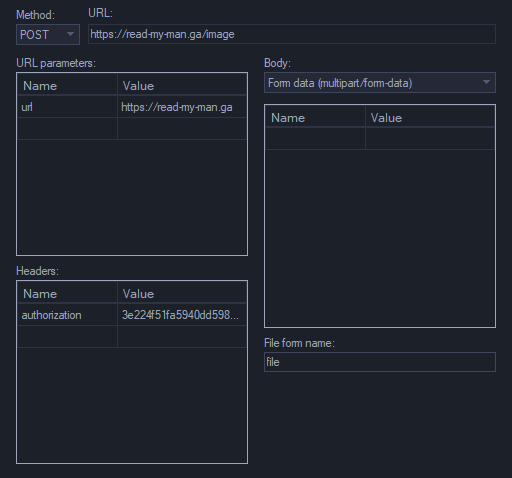 Method:
URL:
POST
https://read-my-man.ga/image
URL parameters:
Name Value
url https://read-my-man.ga
Body:
Form data (multipart/form-data)
Name Value
Headers:
Name Value
authorization 3e224f51fa5940dd598...
File form name:
file